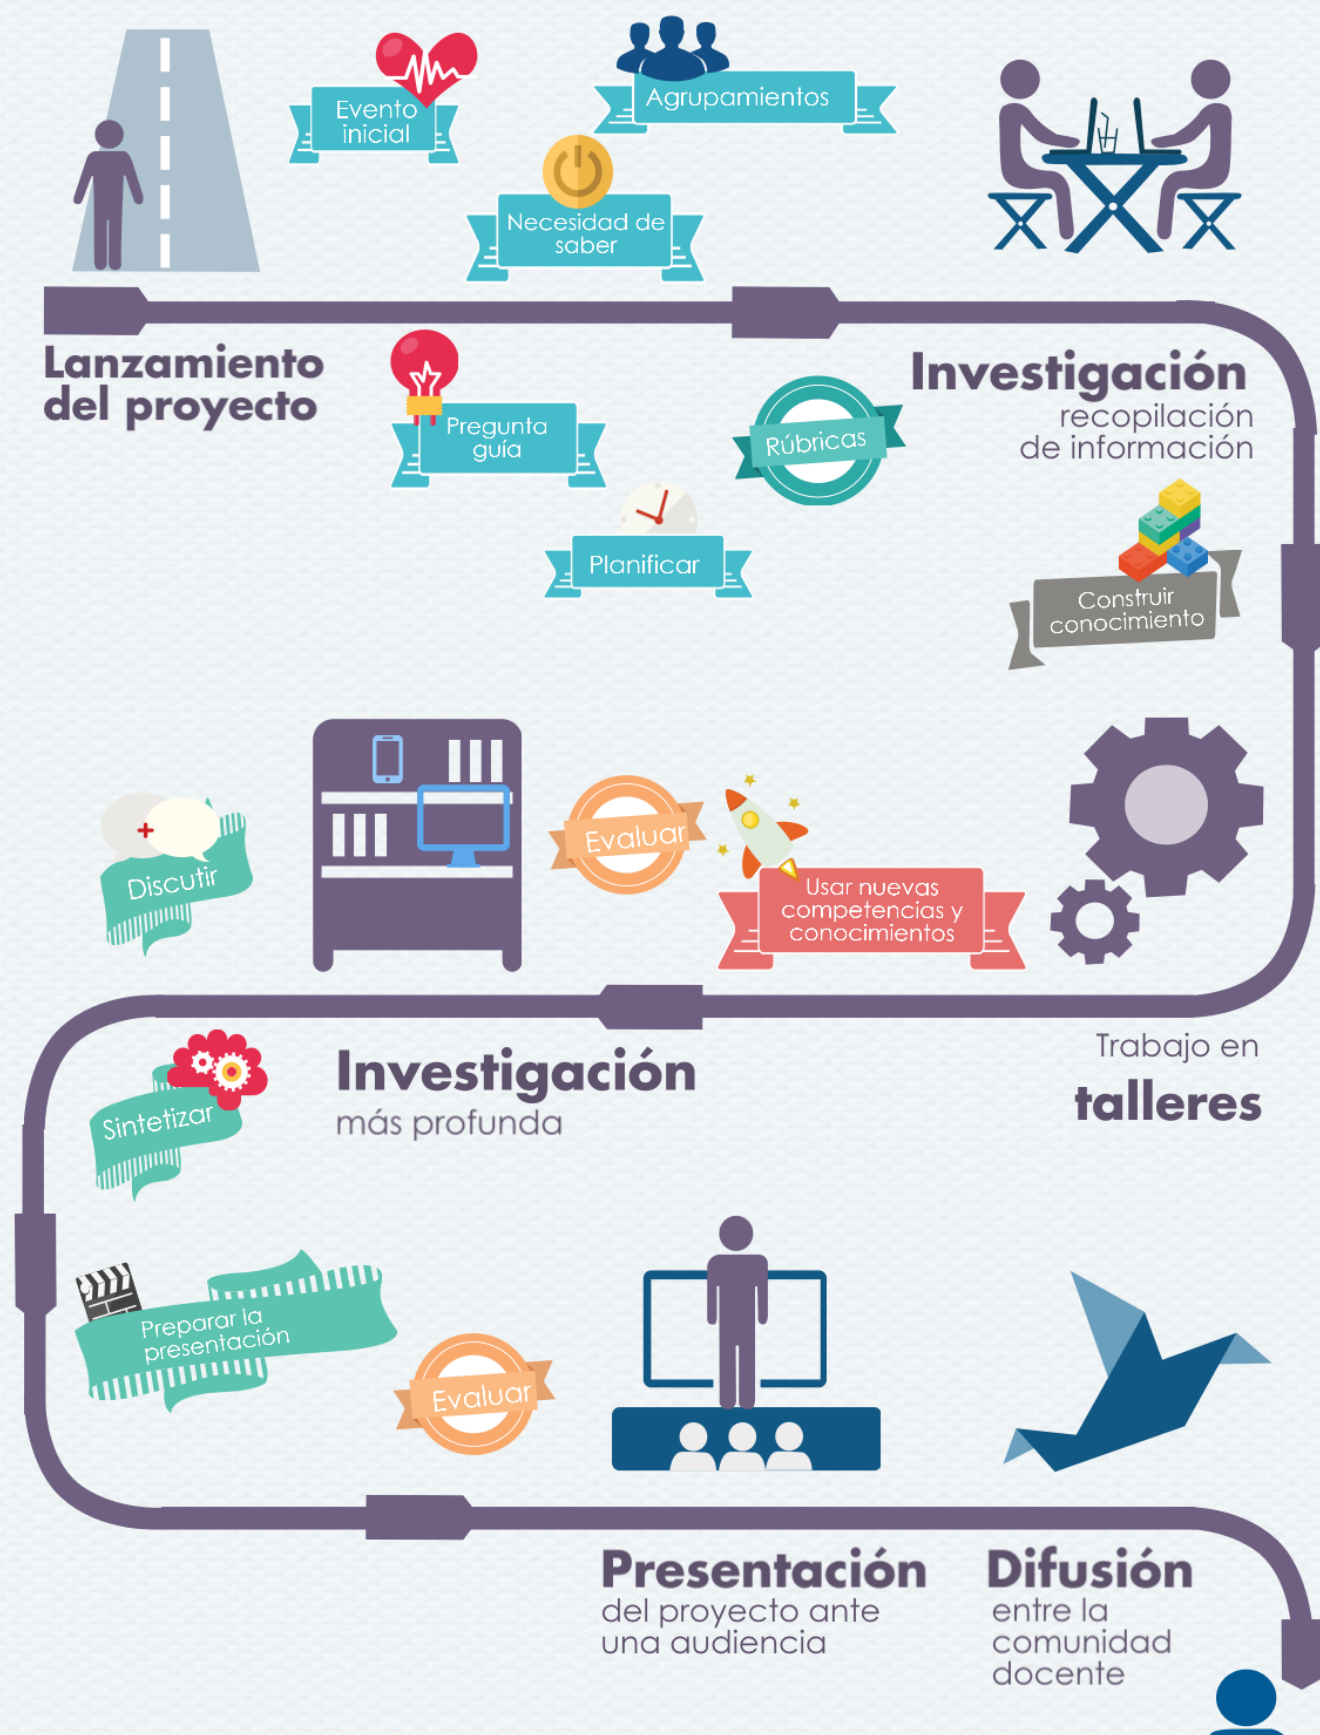 Evento
inicial
Agrupamientos
Necesidad de
saber
Lanzamiento
del proyecto
Pregunta
guía
Planificar
Rúbricas
Investigación
recopilación
de información
Construir
conocimiento
Trabajo en
talleres
Usar nuevas
competencias y
conocimientos
Evaluar
Investigación
más profunda
Discutir
Sintetizar
Preparar la
presentación
Evaluar
Presentación
del proyecto ante
una audiencia
Difusión
entre la
comunidad
docente